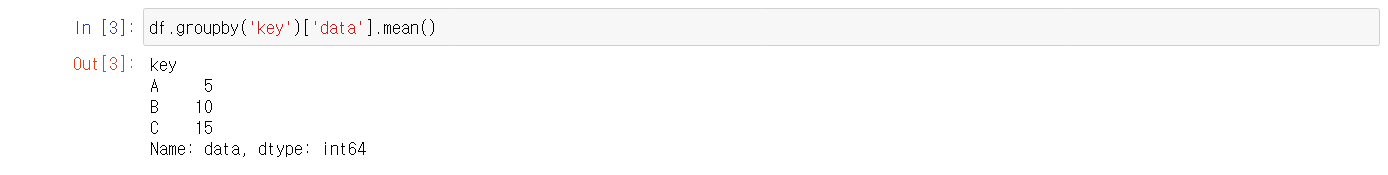 In [3]: df.groupby('key')['data'].mean()
Out[3]: key
A 5
B 10
C 15
Name: data, dtype: int64